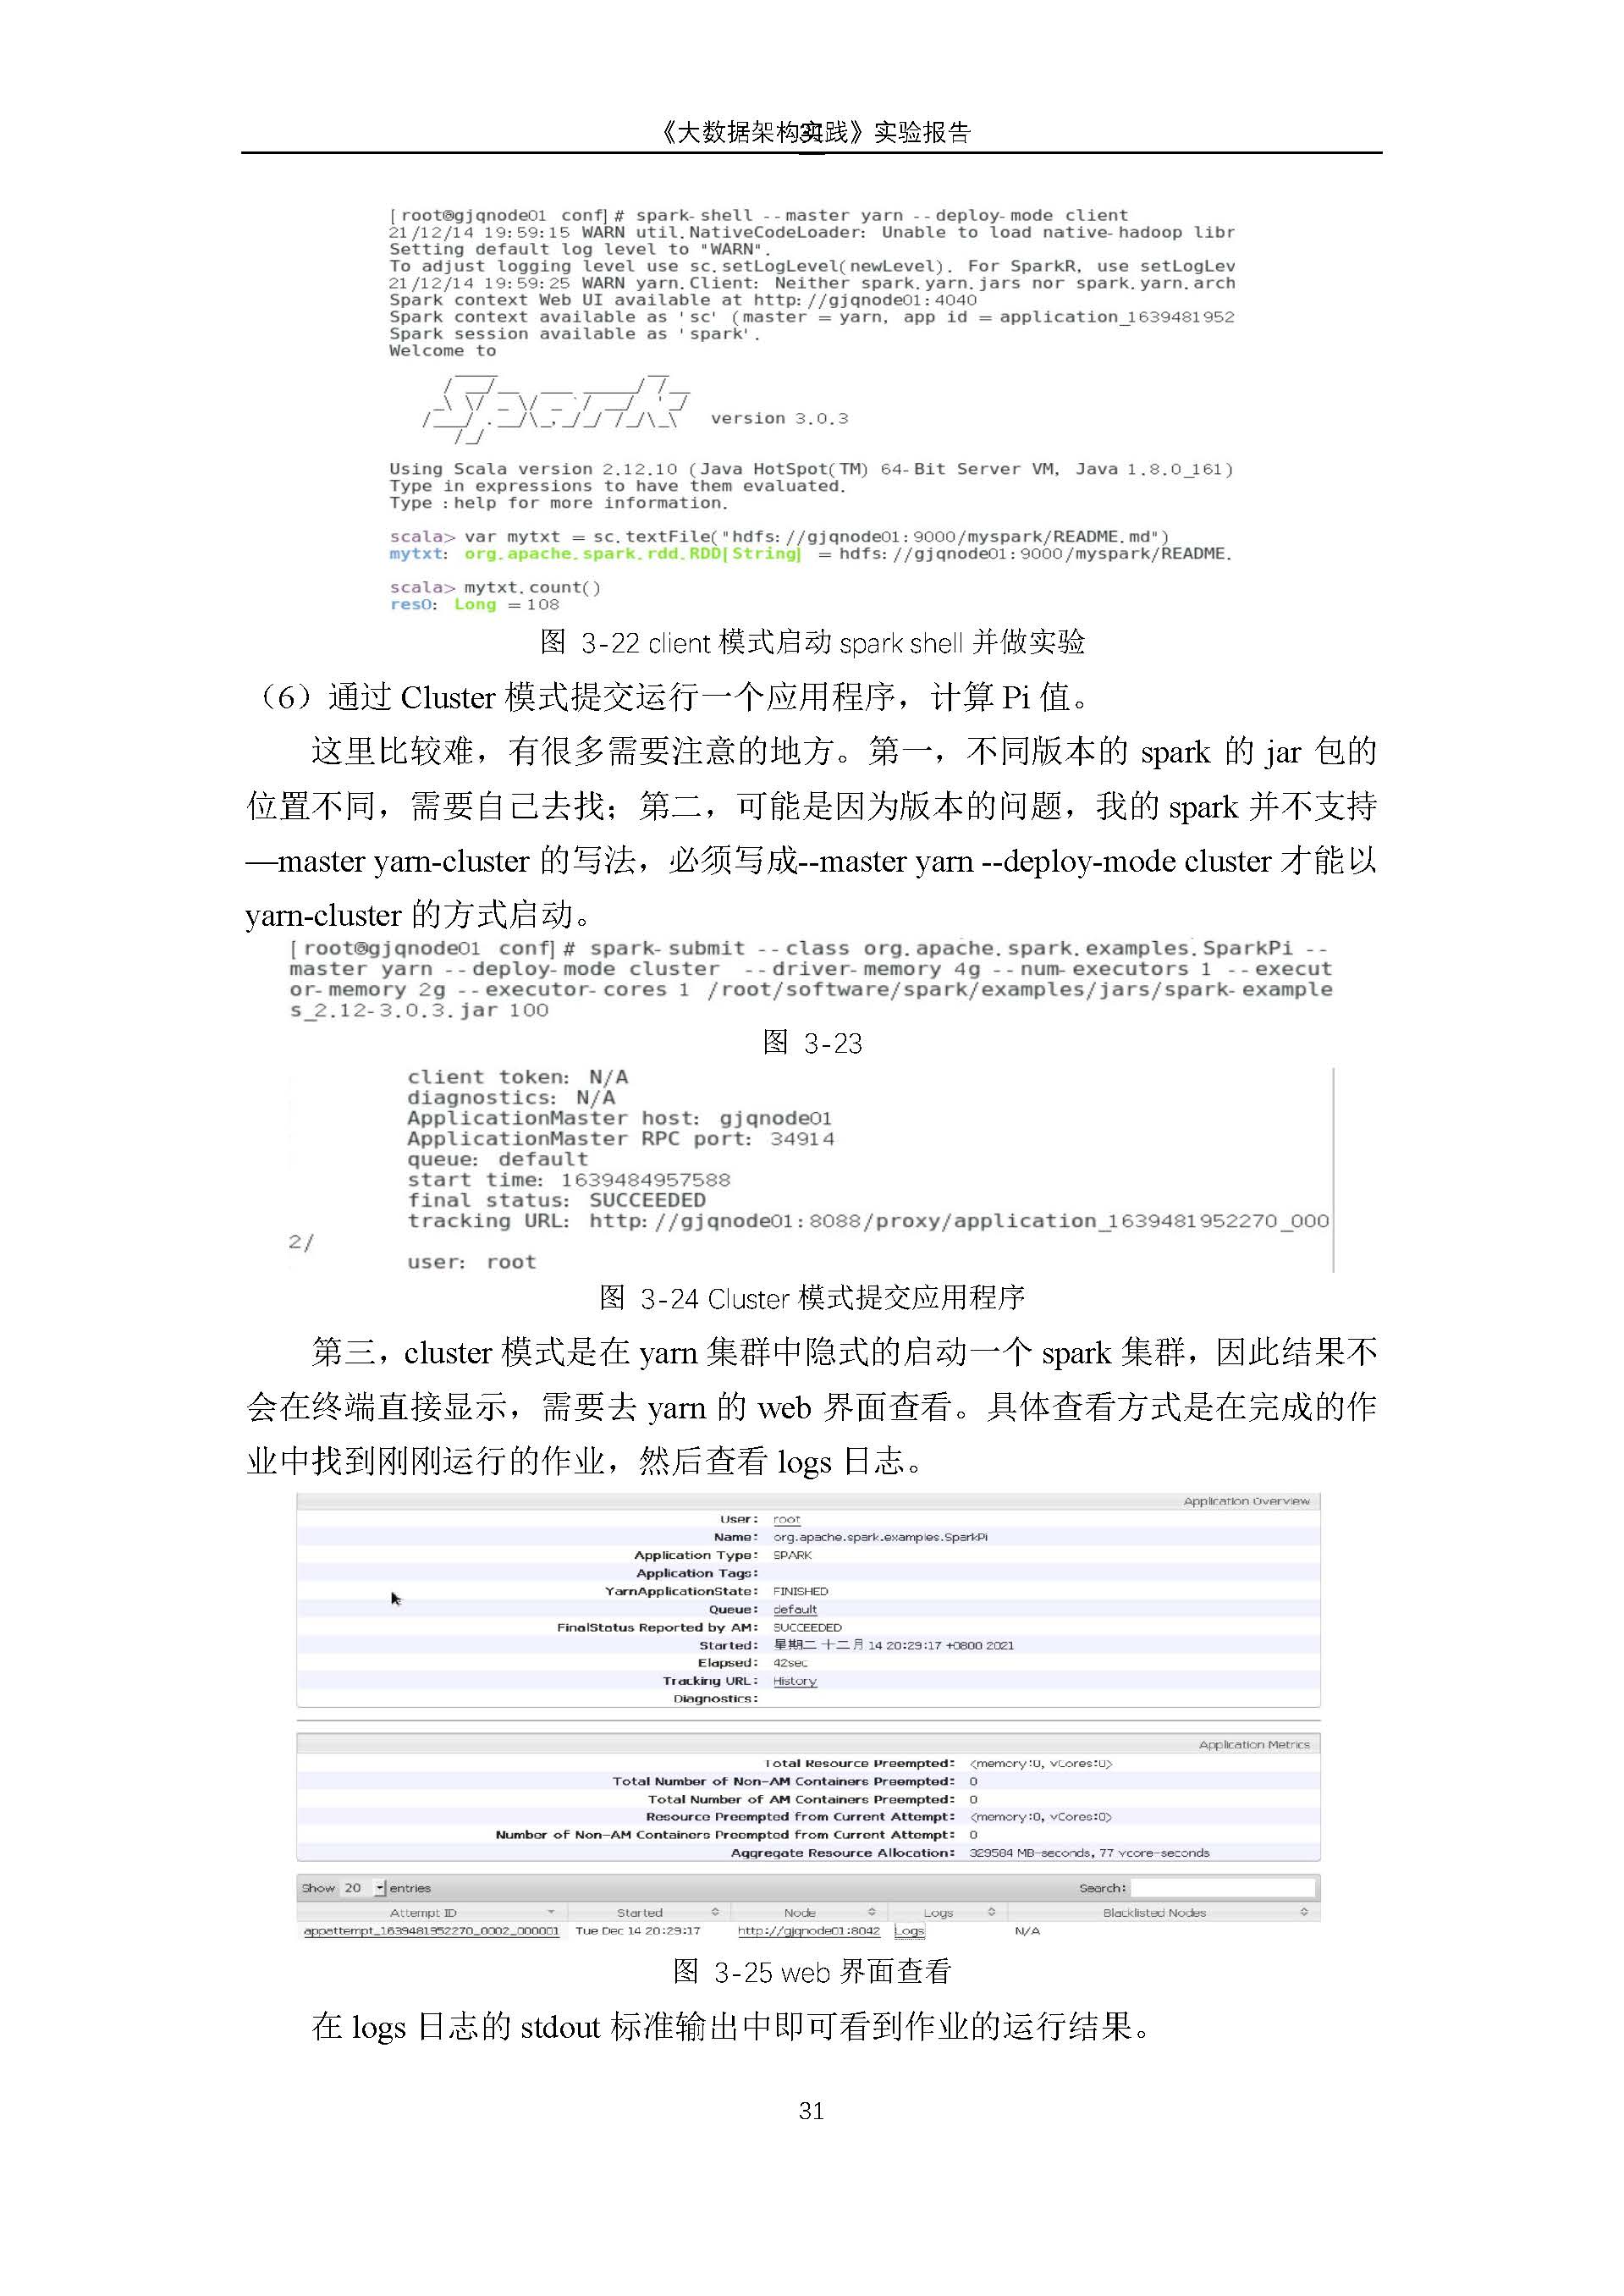 《大数据架构实践》实验报告
[root@gjqnode01 conf]# spark-shell --master yarn --deploy-mode client
21/12/14 19:59:15 WARN util.NativeCodeLoader: Unable to load native-hadoop libr
Setting default log level to "WARN".
To adjust logging level use sc.setLogLevel(newLevel). For SparkR, use setLogLev
21/12/14 19:59:25 WARN yarn.Client: Neither spark.yarn.jars nor spark.yarn.arch
Spark context Web UI available at http://gjqnode01:4040
Spark context available as 'sc' (master = yarn, app id = application_1639481952
Spark session available as 'spark'.
Welcome to
Spark version 3.0.3
Using Scala version 2.12.10 (Java HotSpot(TM) 64-Bit Server VM, Java 1.8.0_161)
Type in expressions to have them evaluated.
Type :help for more information.
scala> var mytxt = sc.textFile("hdfs://gjqnode01:9000/myspark/README.md")
mytxt: org.apache.spark.rdd.RDD[String] = hdfs://gjqnode01:9000/myspark/README.
scala> mytxt.count()
res0: Long = 108
图 3-22 client 模式启动 spark shell 并做实验
（6）通过 Cluster 模式提交运行一个应用程序，计算 Pi 值。
这里比较难，有很多需要注意的地方。第一，不同版本的 spark 的 jar 包的
位置不同，需要自己去找；第二，可能是因为版本的问题，我的 spark 并不支持
—master yarn-cluster 的写法，必须写成--master yarn --deploy-mode cluster 才能以
yarn-cluster 的方式启动。
[root@gjqnode01 conf]# spark-submit --class org.apache.spark.examples.SparkPi --
master yarn --deploy-mode cluster --driver-memory 4g --num-executors 1 --execut
or-memory 2g --executor-cores 1 /root/software/spark/examples/jars/spark-example
s_2.12-3.0.3.jar 100
图 3-23
client token: N/A
diagnostics: N/A
ApplicationMaster host: gjqnode01
ApplicationMaster RPC port: 34914
queue: default
start time: 1639484957588
final status: SUCCEEDED
tracking URL: http://gjqnode01:8088/proxy/application_1639481952270_000
2/
user: root
图 3-24 Cluster 模式提交应用程序
第三，cluster 模式是在 yarn 集群中隐式的启动一个 spark 集群，因此结果不
会在终端直接显示，需要去 yarn 的 web 界面查看。具体查看方式是在完成的作
业中找到刚刚运行的作业，然后查看 logs 日志。
Application Overview
User: root
Name: org.apache.spark.examples.SparkPi
Application Type: SPARK
Application Tags:
YarnApplicationState: FINISHED
Queue: default
FinalStatus Reported by AM: SUCCEEDED
Started: 星期二 十二月 14 20:29:17 +0800 2021
Elapsed: 42sec
Tracking URL: History
Diagnostics:
Application Metrics
Total Resource Preempted: <memory:0, vCores:0>
Total Number of Non-AM Containers Preempted: 0
Total Number of AM Containers Preempted: 0
Resource Preempted from Current Attempt: <memory:0, vCores:0>
Number of Non-AM Containers Preempted from Current Attempt: 0
Aggregate Resource Allocation: 329584 MB-seconds, 77 vcore-seconds
Show 20 entries Search:
Attempt ID Started Node Logs Blacklisted Nodes
appattempt_1639481952270_0002_000001 Tue Dec 14 20:29:17 http://gjqnode01:8042 Logs N/A
图 3-25 web 界面查看
在 logs 日志的 stdout 标准输出中即可看到作业的运行结果。
31